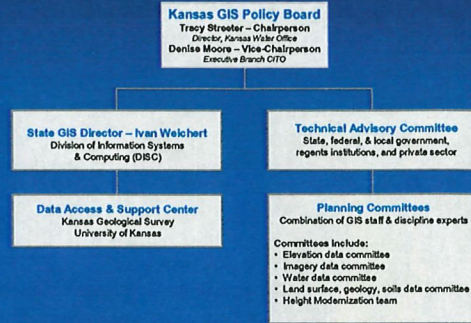 Kansas GIS Policy Board
Tracy Streeter – Chairperson
Director, Kansas Water Office
Denise Moore – Vice-Chairperson
Executive Branch CITO
State GIS Director – Ivan Weichert
Division of Information Systems
& Computing (DISC)
Data Access & Support Center
Kansas Geological Survey
University of Kansas
Technical Advisory Committee
State, federal, & local government,
regents institutions, and private sector
Planning Committees
Combination of GIS staff & discipline experts
Committees include:
• Elevation data committee
• Imagery data committee
• Water data committee
• Land surface, geology, soils data committee
• Height Modernization team